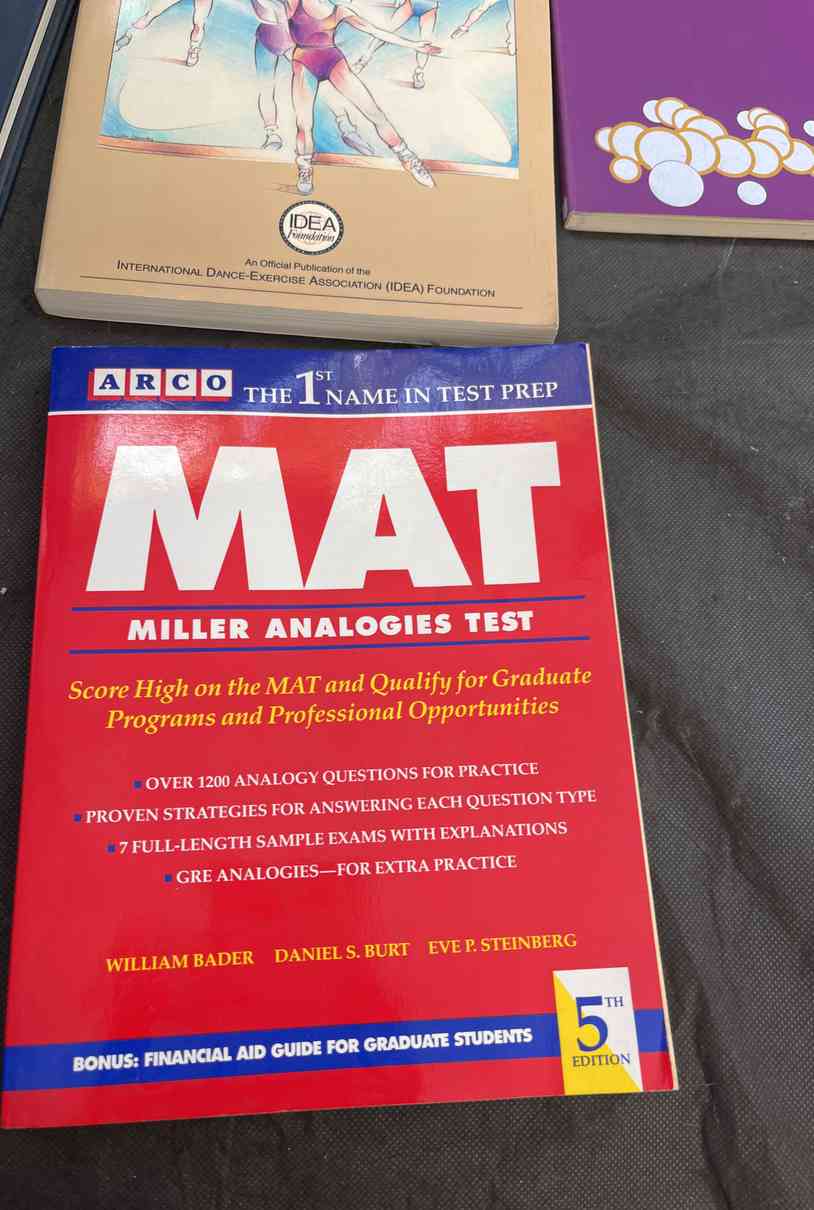 IDEA
Foundation
An Official Publication of the
INTERNATIONAL DANCE-EXERCISE ASSOCIATION (IDEA) FOUNDATION
ARCO THE 1ST NAME IN TEST PREP
MAT
MILLER ANALOGIES TEST
Score High on the MAT and Qualify for Graduate
Programs and Professional Opportunities
▪ OVER 1200 ANALOGY QUESTIONS FOR PRACTICE
▪ PROVEN STRATEGIES FOR ANSWERING EACH QUESTION TYPE
▪ 7 FULL-LENGTH SAMPLE EXAMS WITH EXPLANATIONS
▪ GRE ANALOGIES—FOR EXTRA PRACTICE
WILLIAM BADER DANIEL S. BURT EVE P. STEINBERG
5TH
EDITION
BONUS: FINANCIAL AID GUIDE FOR GRADUATE STUDENTS